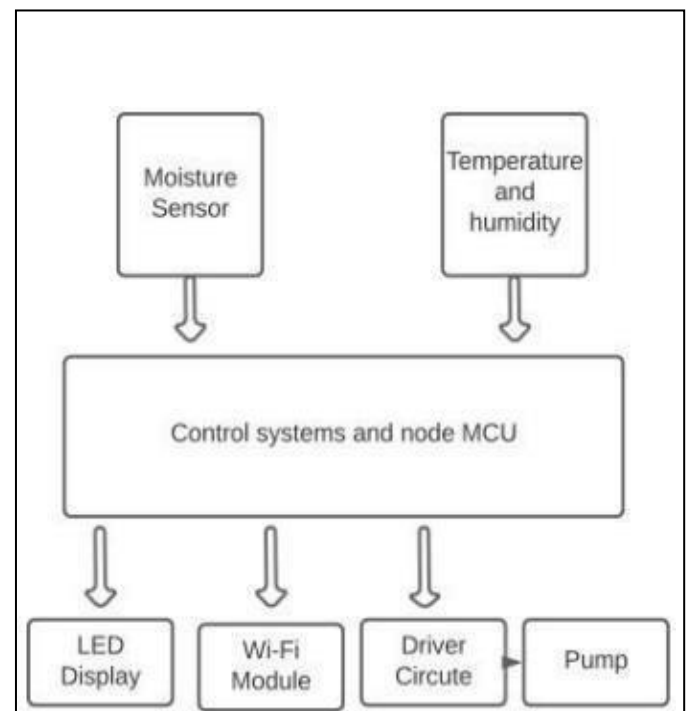 Moisture
Sensor
Temperature
and
humidity
Control systems and node MCU
LED
Display
Wi-Fi
Module
Driver
Circute
Pump